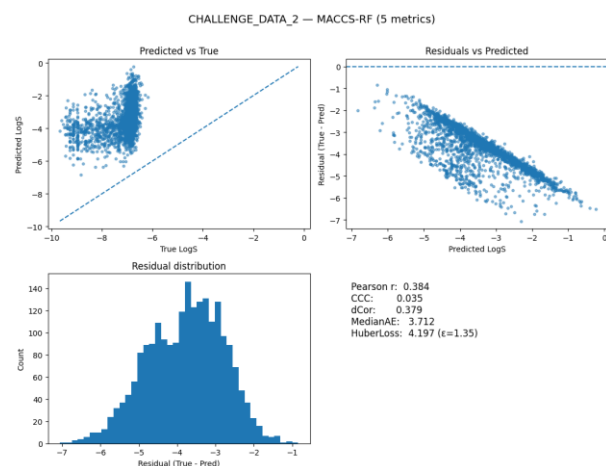 CHALLENGE_DATA_2 — MACCS-RF (5 metrics)
Predicted vs True
0
−2
−4
−6
−8
−10
Predicted LogS
−10
−8
−6
−4
−2
0
True LogS
Residuals vs Predicted
0
−1
−2
−3
−4
−5
−6
−7
Residual (True - Pred)
−7
−6
−5
−4
−3
−2
−1
0
Predicted LogS
Residual distribution
140
120
100
80
60
40
20
0
Count
−7
−6
−5
−4
−3
−2
−1
Residual (True - Pred)
Pearson r: 0.384
CCC: 0.035
dCor: 0.379
MedianAE: 3.712
HuberLoss: 4.197 (ε=1.35)